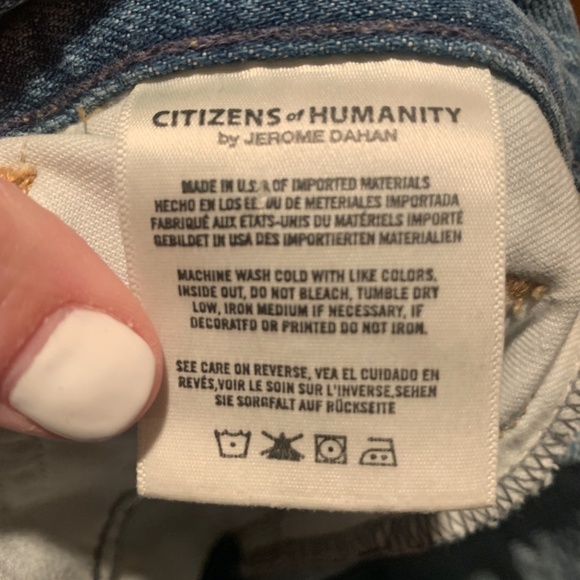 CITIZENS of HUMANITY
by JEROME DAHAN
MADE IN U.S.A OF IMPORTED MATERIALS
HECHO EN LOS EE. UU DE METERIALES IMPORTADA
FABRIQUÉ AUX ETATS-UNIS DU MATÉRIELS IMPORTÉ
GEBILDET IN USA DES IMPORTIERTEN MATERIALIEN
MACHINE WASH COLD WITH LIKE COLORS.
INSIDE OUT, DO NOT BLEACH, TUMBLE DRY
LOW, IRON MEDIUM IF NECESSARY, IF
DECORATED OR PRINTED DO NOT IRON.
SEE CARE ON REVERSE, VEA EL CUIDADO EN
REVÉS,VOIR LE SOIN SUR L'INVERSE,SEHEN
SIE SORGFALT AUF RÜCKSEITE